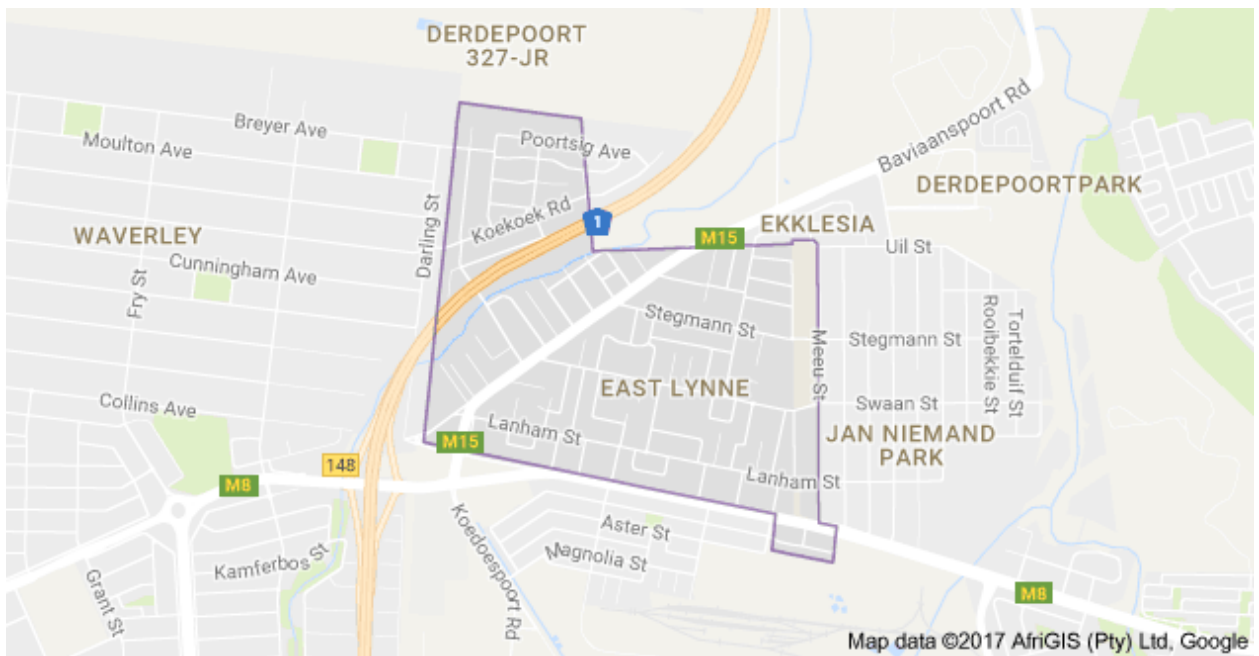 DERDEPOORT
327-JR
Breyer Ave
Poortsig Ave
Moulton Ave
Baviaanspoort Rd
DERDEPOORTPARK
Koekoek Rd
1
WAVERLEY
Darling St
M15
EKKLESIA
Uil St
Cunningham Ave
Fry St
Stegmann St
Meeu St
Stegmann St
Rooibekkie St
Tortelduif St
EAST LYNNE
Collins Ave
Swaan St
Lanham St
JAN NIEMAND
PARK
M15
148
M8
Lanham St
Koedoespoort Rd
Aster St
Magnolia St
Kamferbos St
Grant St
M8
Map data ©2017 AfriGIS (Pty) Ltd, Google